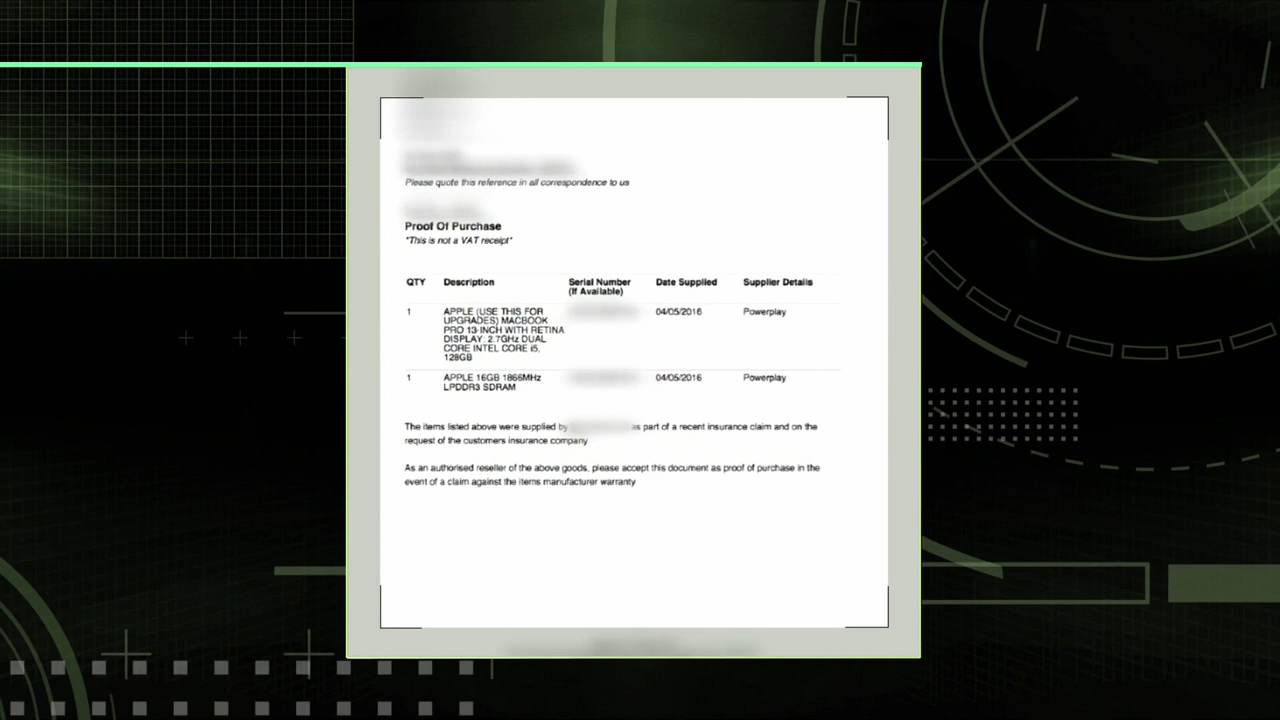 Please quote this reference in all correspondence to us
Proof Of Purchase
*This is not a VAT receipt*
QTY Description Serial Number (If Available) Date Supplied Supplier Details
1 APPLE (USE THIS FOR 04/05/2016 Powerplay
UPGRADES) MACBOOK
PRO 13-INCH WITH RETINA
DISPLAY: 2.7GHz DUAL
CORE INTEL CORE i5,
128GB
1 APPLE 16GB 1866MHz 04/05/2016 Powerplay
LPDDR3 SDRAM
The items listed above were supplied by as part of a recent insurance claim and on the
request of the customers insurance company
As an authorised reseller of the above goods, please accept this document as proof of purchase in the
event of a claim against the items manufacturer warranty